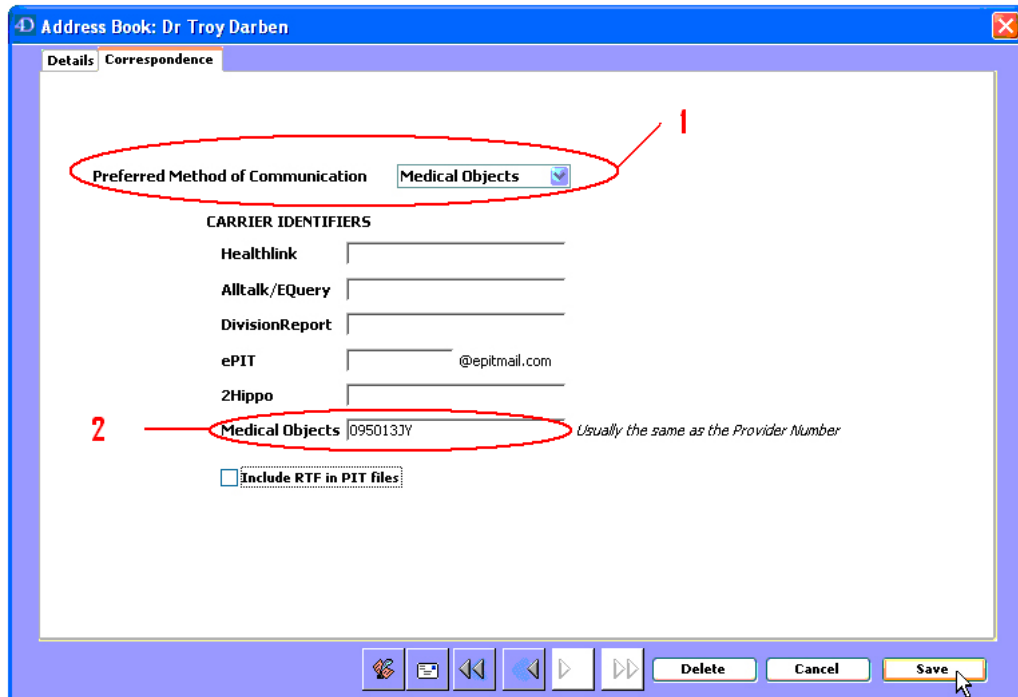 4D Address Book: Dr Troy Darben
Details Correspondence
1
Preferred Method of Communication Medical Objects
CARRIER IDENTIFIERS
Healthlink
Alltalk/EQuery
DivisionReport
ePIT @epitmail.com
2Hippo
2 Medical Objects 095013JY Usually the same as the Provider Number
Include RTF in PIT files
Delete Cancel Save